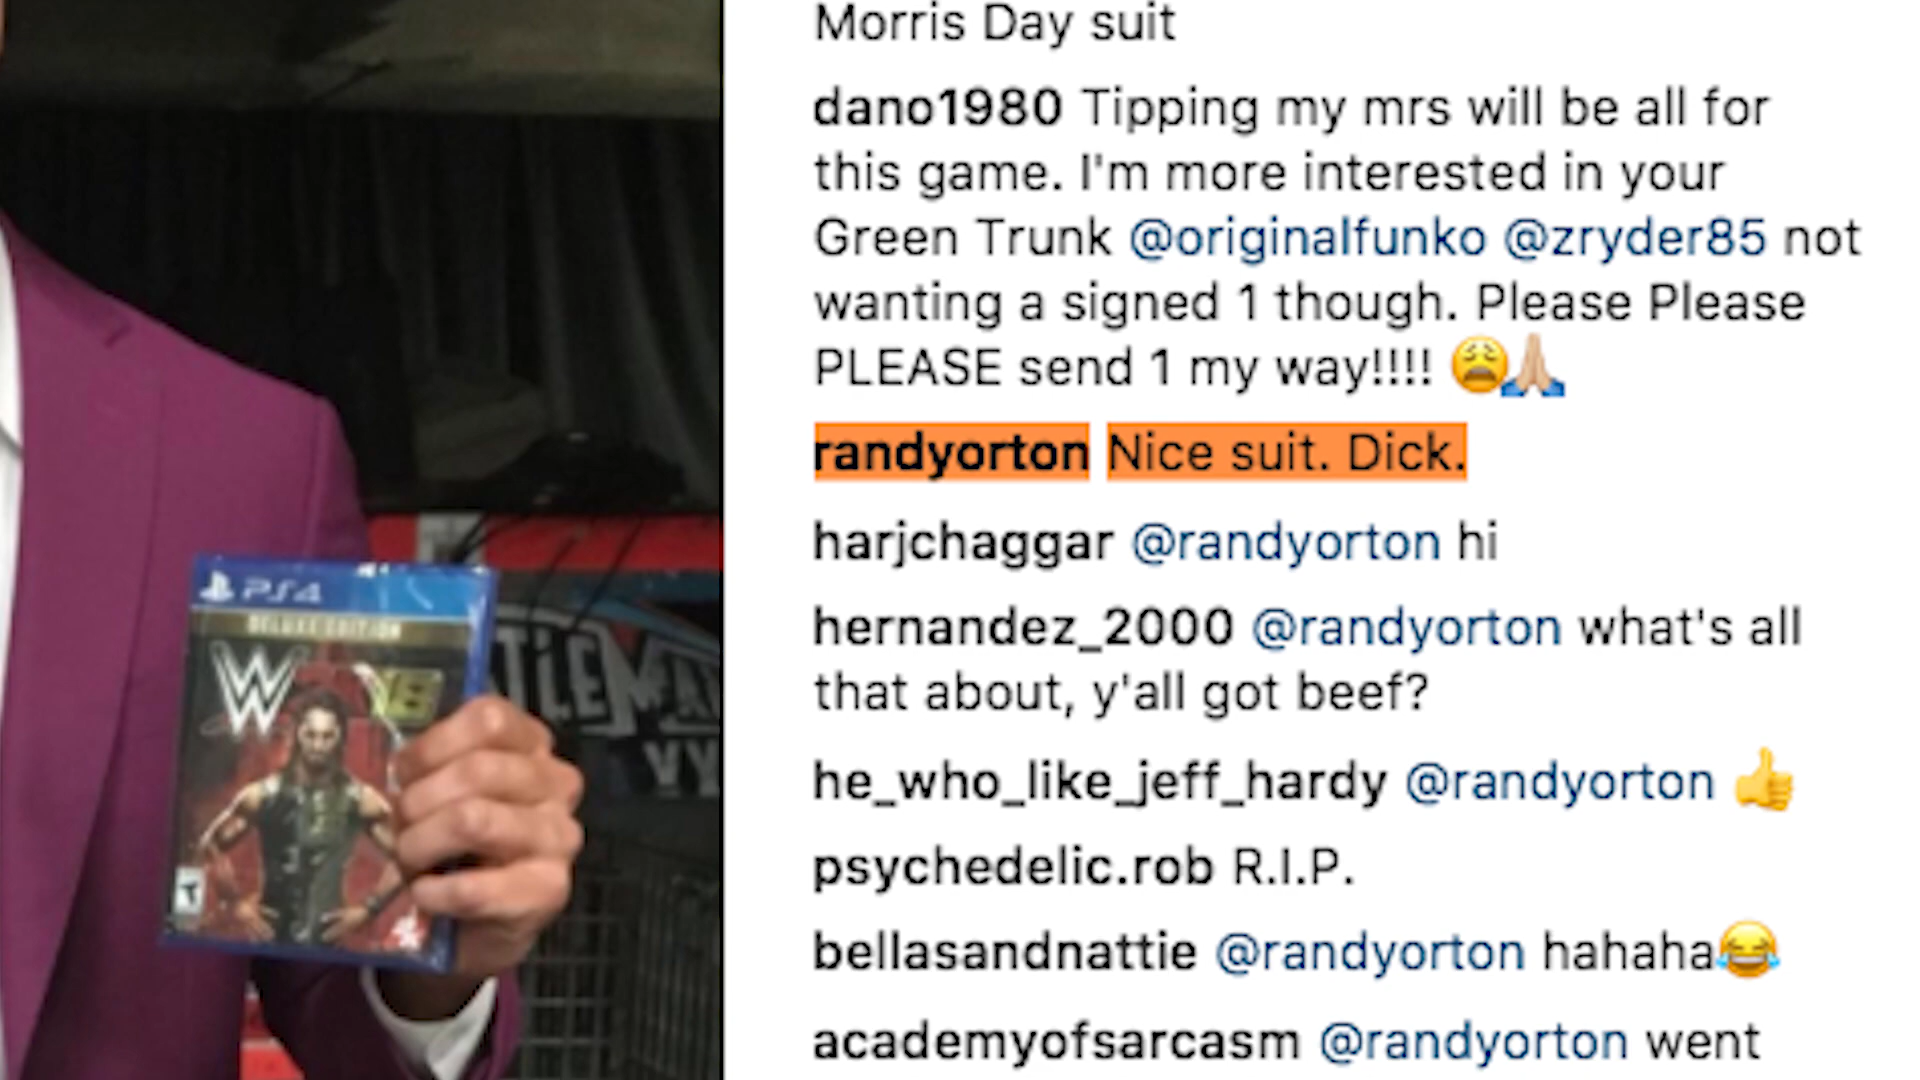 PS4
DELUXE EDITION
W 18
T
2K
Morris Day suit
dano1980 Tipping my mrs will be all for
this game. I'm more interested in your
Green Trunk @originalfunko @zryder85 not
wanting a signed 1 though. Please Please
PLEASE send 1 my way!!!! 😩🙏🏼
randyorton Nice suit. Dick.
harjchaggar @randyorton hi
hernandez_2000 @randyorton what's all
that about, y'all got beef?
he_who_like_jeff_hardy @randyorton 👍
psychedelic.rob R.I.P.
bellasandnattie @randyorton hahaha😂
academyofsarcasm @randyorton went